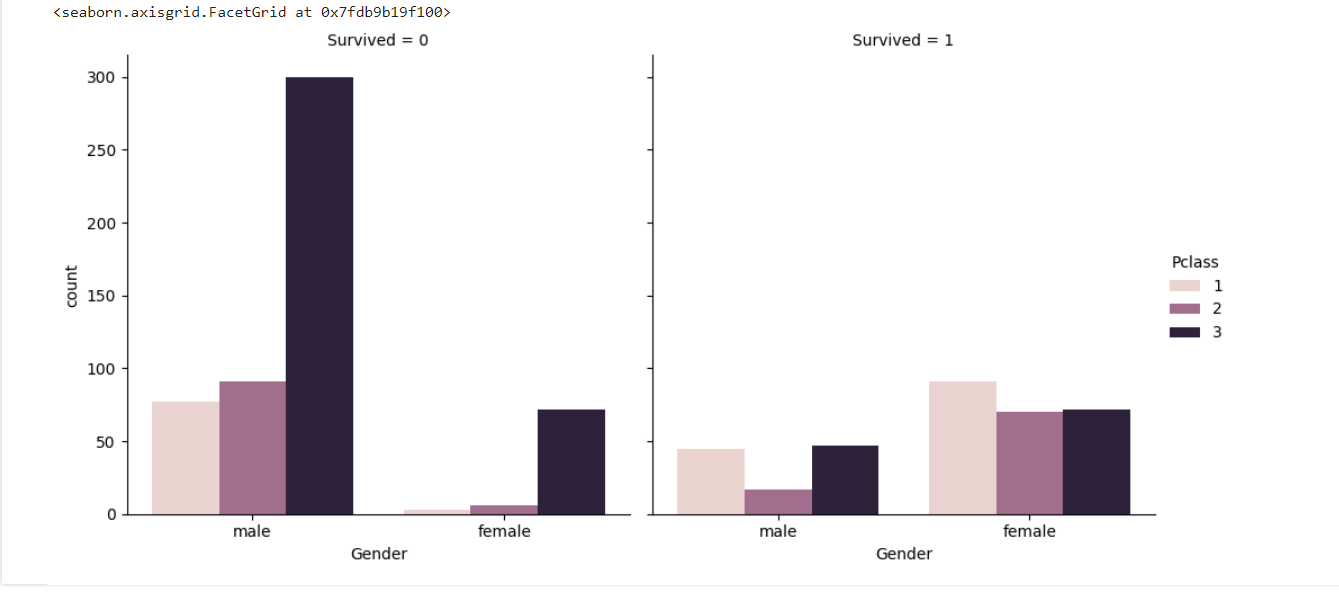 <seaborn.axisgrid.FacetGrid at 0x7fdb9b19f100>
Survived = 0
Survived = 1
300
250
200
150
100
50
0
count
male
female
Gender
male
female
Gender
Pclass
1
2
3